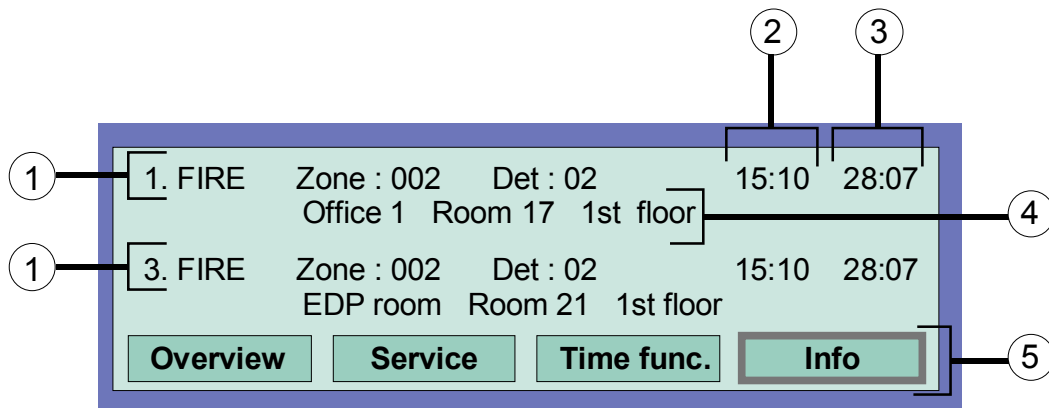 2 3
1 1. FIRE Zone : 002 Det : 02 15:10 28:07
Office 1 Room 17 1st floor 4
1 3. FIRE Zone : 002 Det : 02 15:10 28:07
EDP room Room 21 1st floor
Overview Service Time func. Info 5